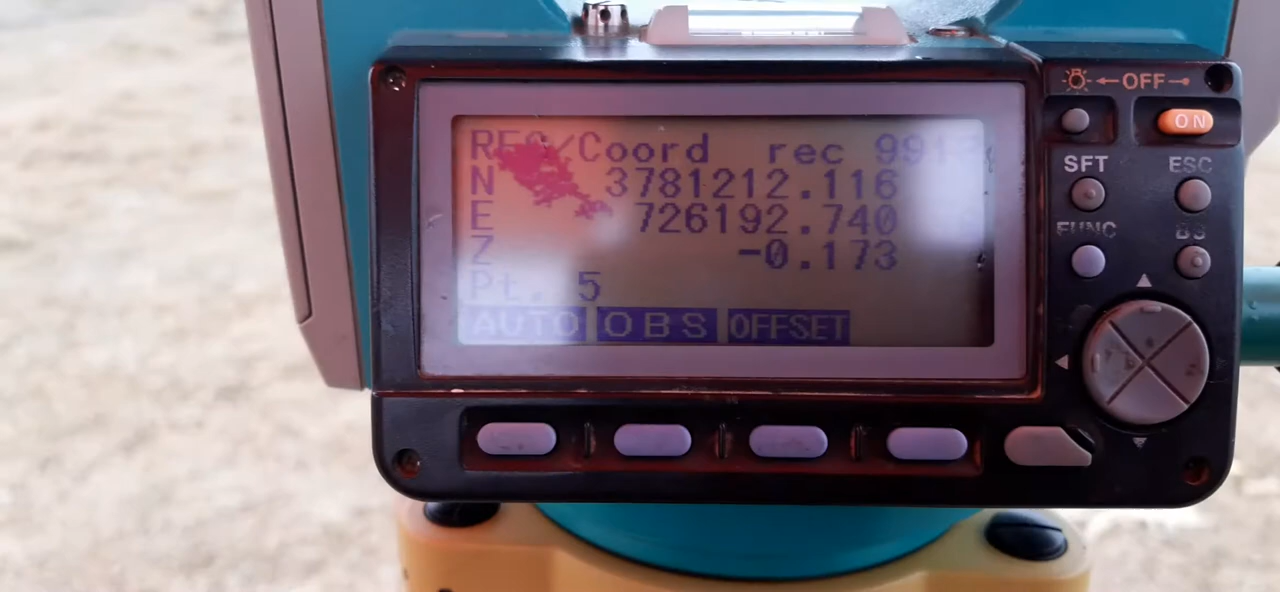 REC/Coord rec
N 3781212.116
E 726192.740
Z -0.173
Pt. 5
AUTO OBS OFFSET
OFF
ON
SFT ESC
FUNC BS